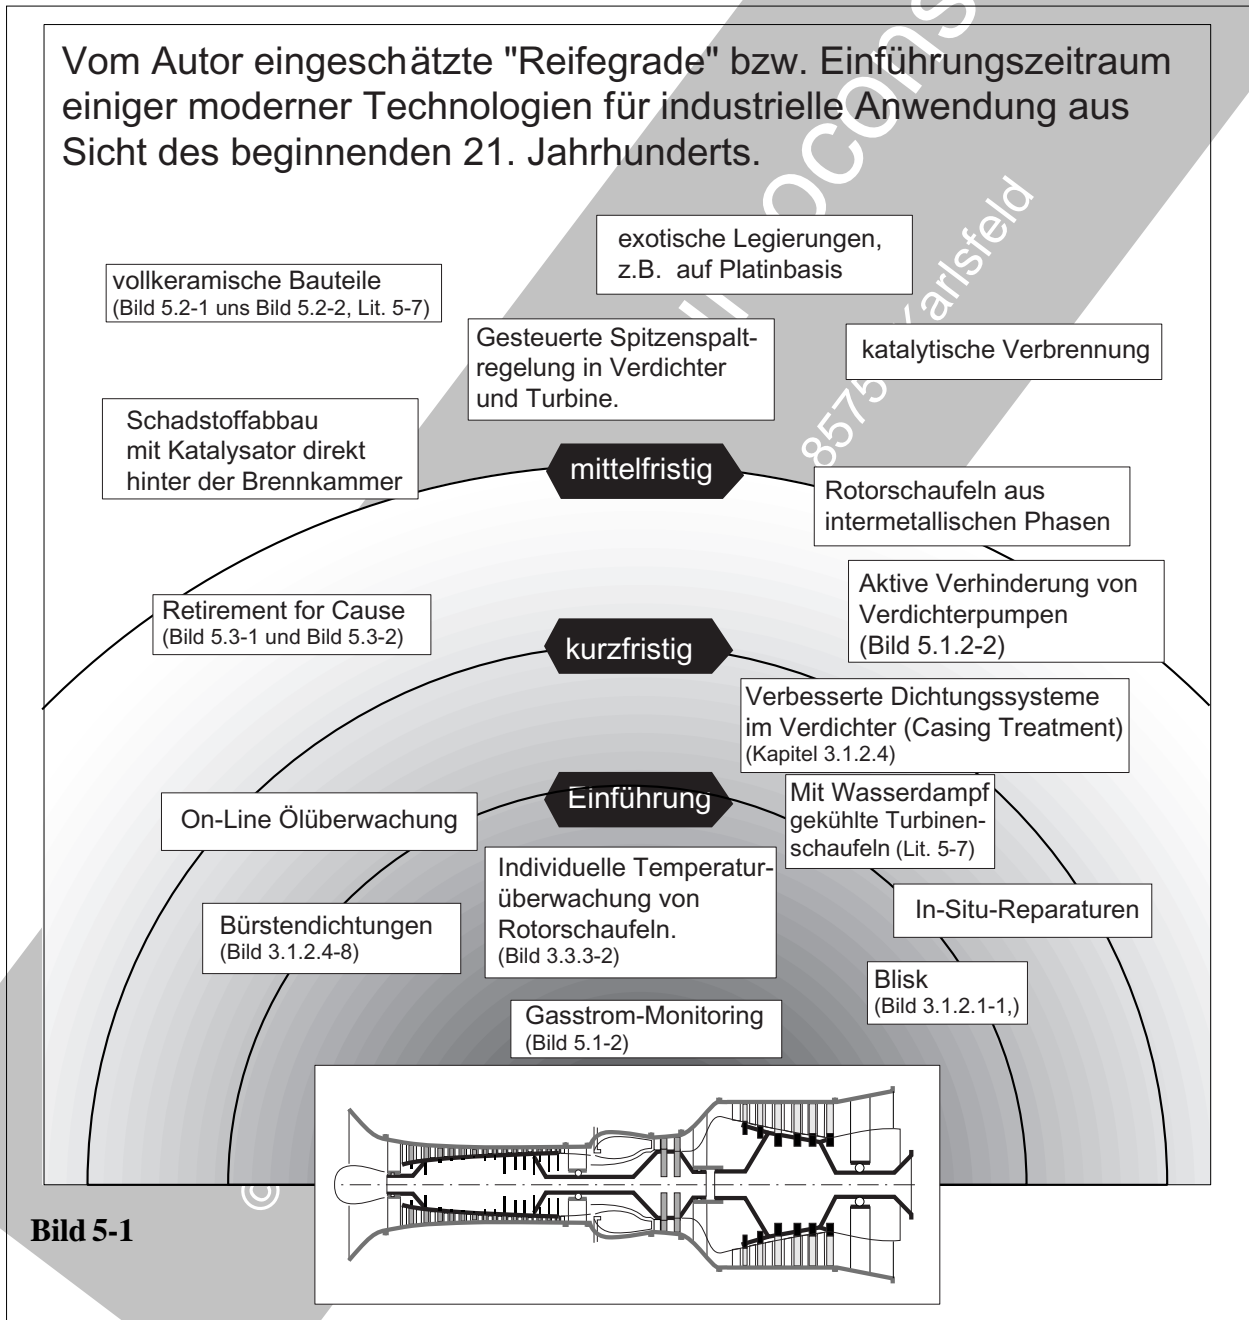 Vom Autor eingeschätzte "Reifegrade" bzw. Einführungszeitraum
einiger moderner Technologien für industrielle Anwendung aus
Sicht des beginnenden 21. Jahrhunderts.
exotische Legierungen,
z.B. auf Platinbasis
vollkeramische Bauteile
(Bild 5.2-1 uns Bild 5.2-2, Lit. 5-7)
Gesteuerte Spitzenspalt-
regelung in Verdichter
und Turbine.
katalytische Verbrennung
Schadstoffabbau
mit Katalysator direkt
hinter der Brennkammer
mittelfristig
Rotorschaufeln aus
intermetallischen Phasen
Aktive Verhinderung von
Verdichterpumpen
(Bild 5.1.2-2)
Retirement for Cause
(Bild 5.3-1 und Bild 5.3-2)
kurzfristig
Verbesserte Dichtungssysteme
im Verdichter (Casing Treatment)
(Kapitel 3.1.2.4)
Einführung
Mit Wasserdampf
gekühlte Turbinen-
schaufeln (Lit. 5-7)
On-Line Ölüberwachung
Individuelle Temperatur-
überwachung von
Rotorschaufeln.
(Bild 3.3.3-2)
In-Situ-Reparaturen
Bürstendichtungen
(Bild 3.1.2.4-8)
Blisk
(Bild 3.1.2.1-1,)
Gasstrom-Monitoring
(Bild 5.1-2)
Bild 5-1
©
8575 Karlsfeld